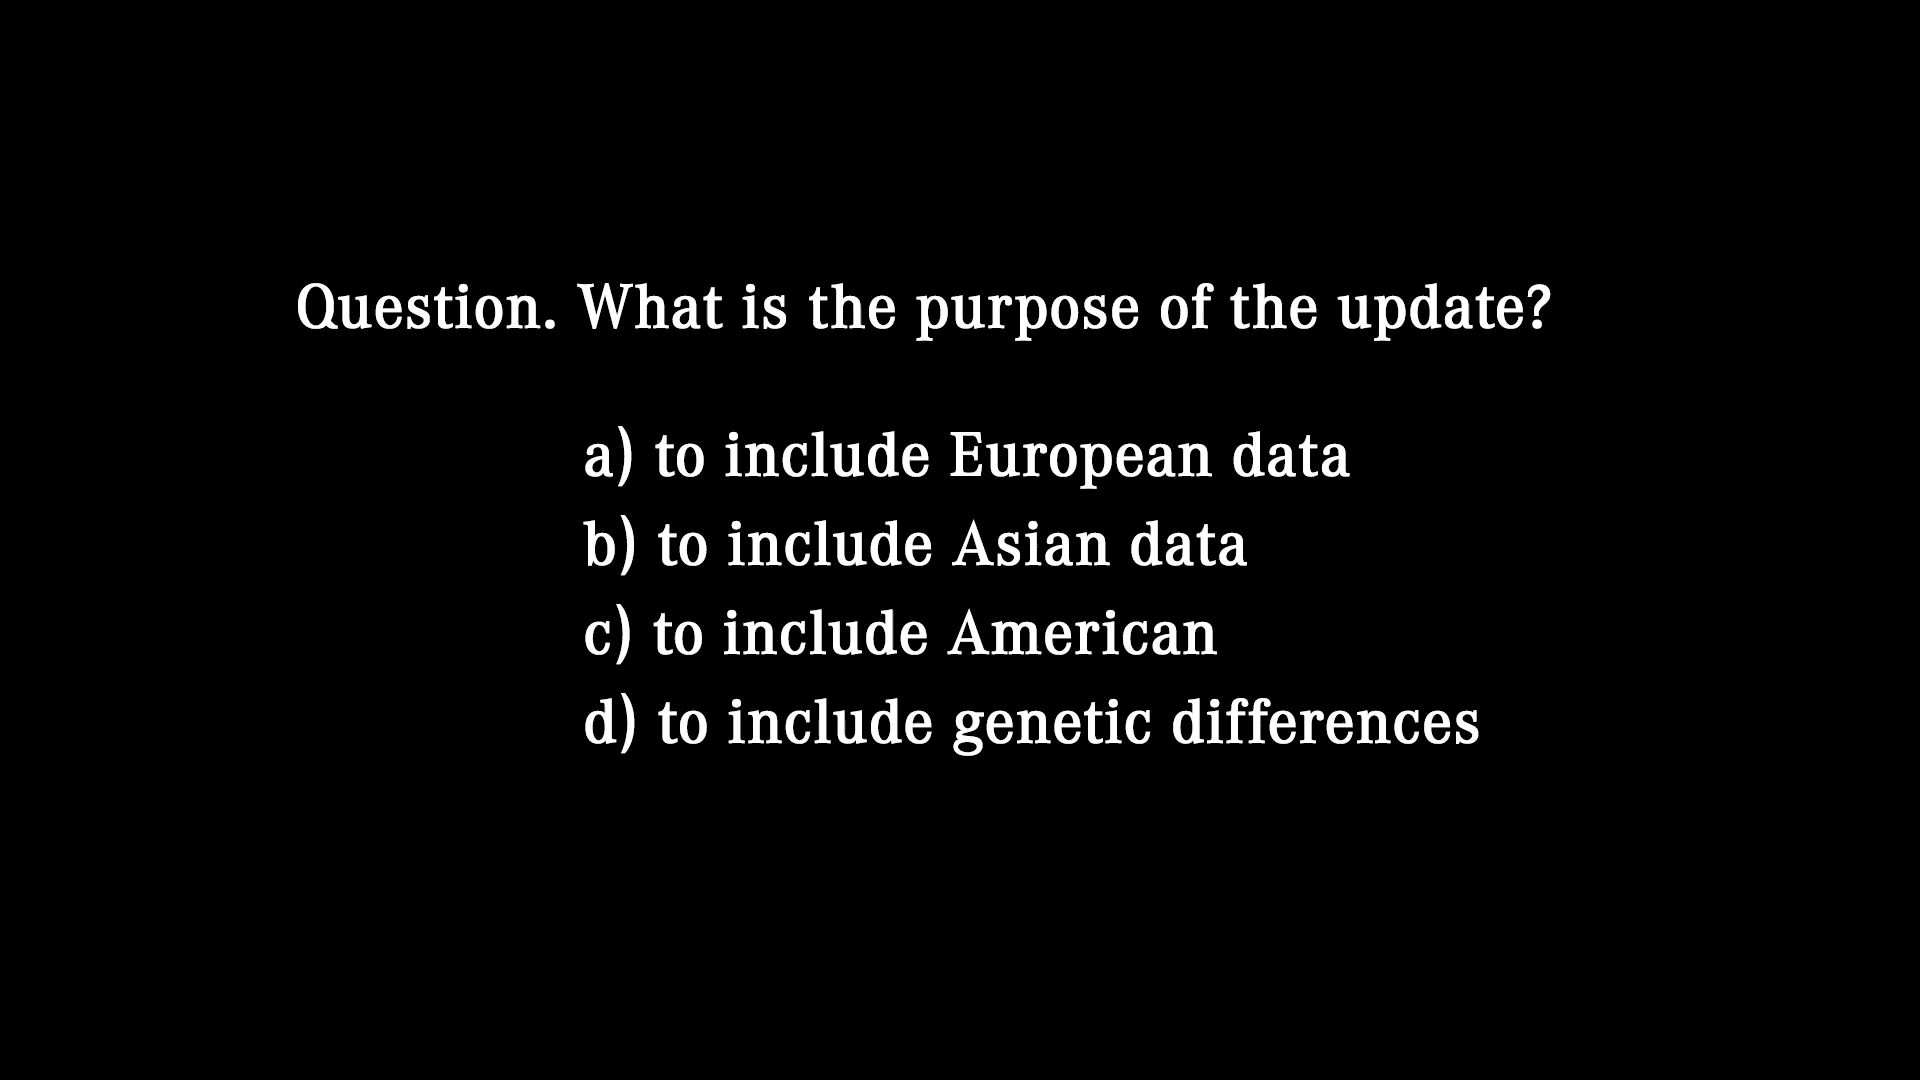 Question. What is the purpose of the update?
a) to include European data
b) to include Asian data
c) to include American
d) to include genetic differences